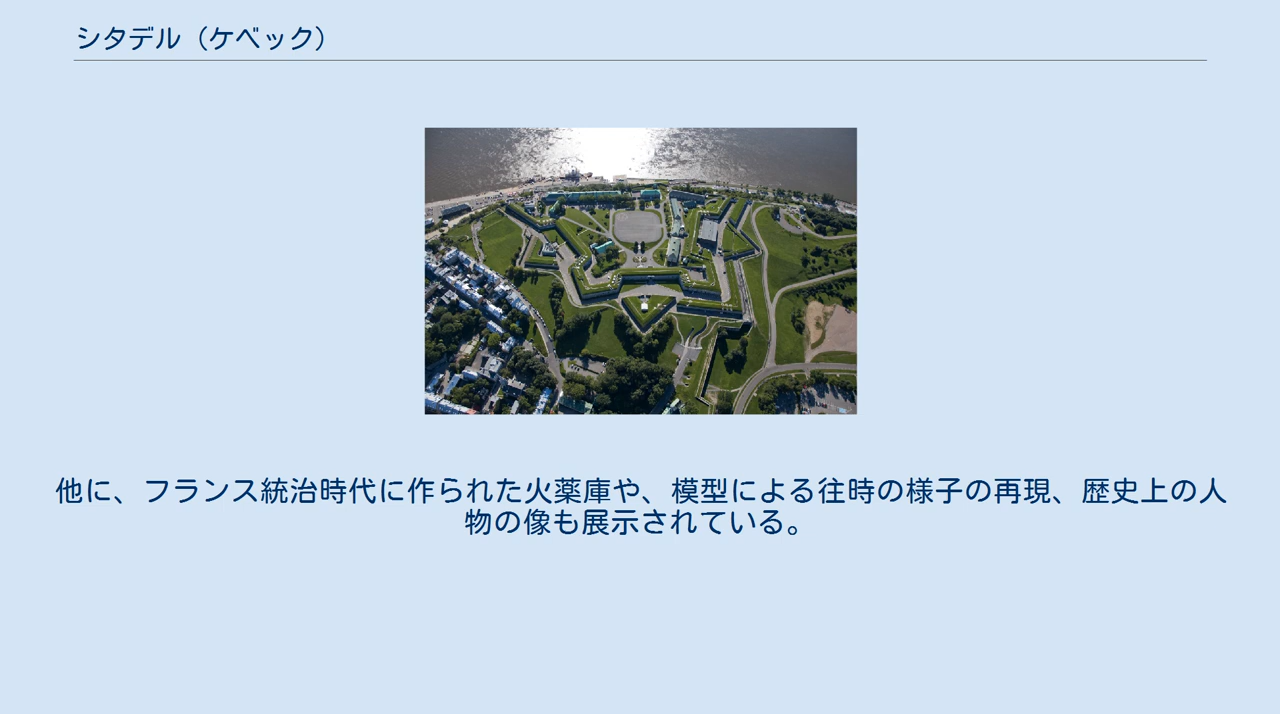 シタデル（ケベック）
他に、フランス統治時代に作られた火薬庫や、模型による往時の様子の再現、歴史上の人
物の像も展示されている。